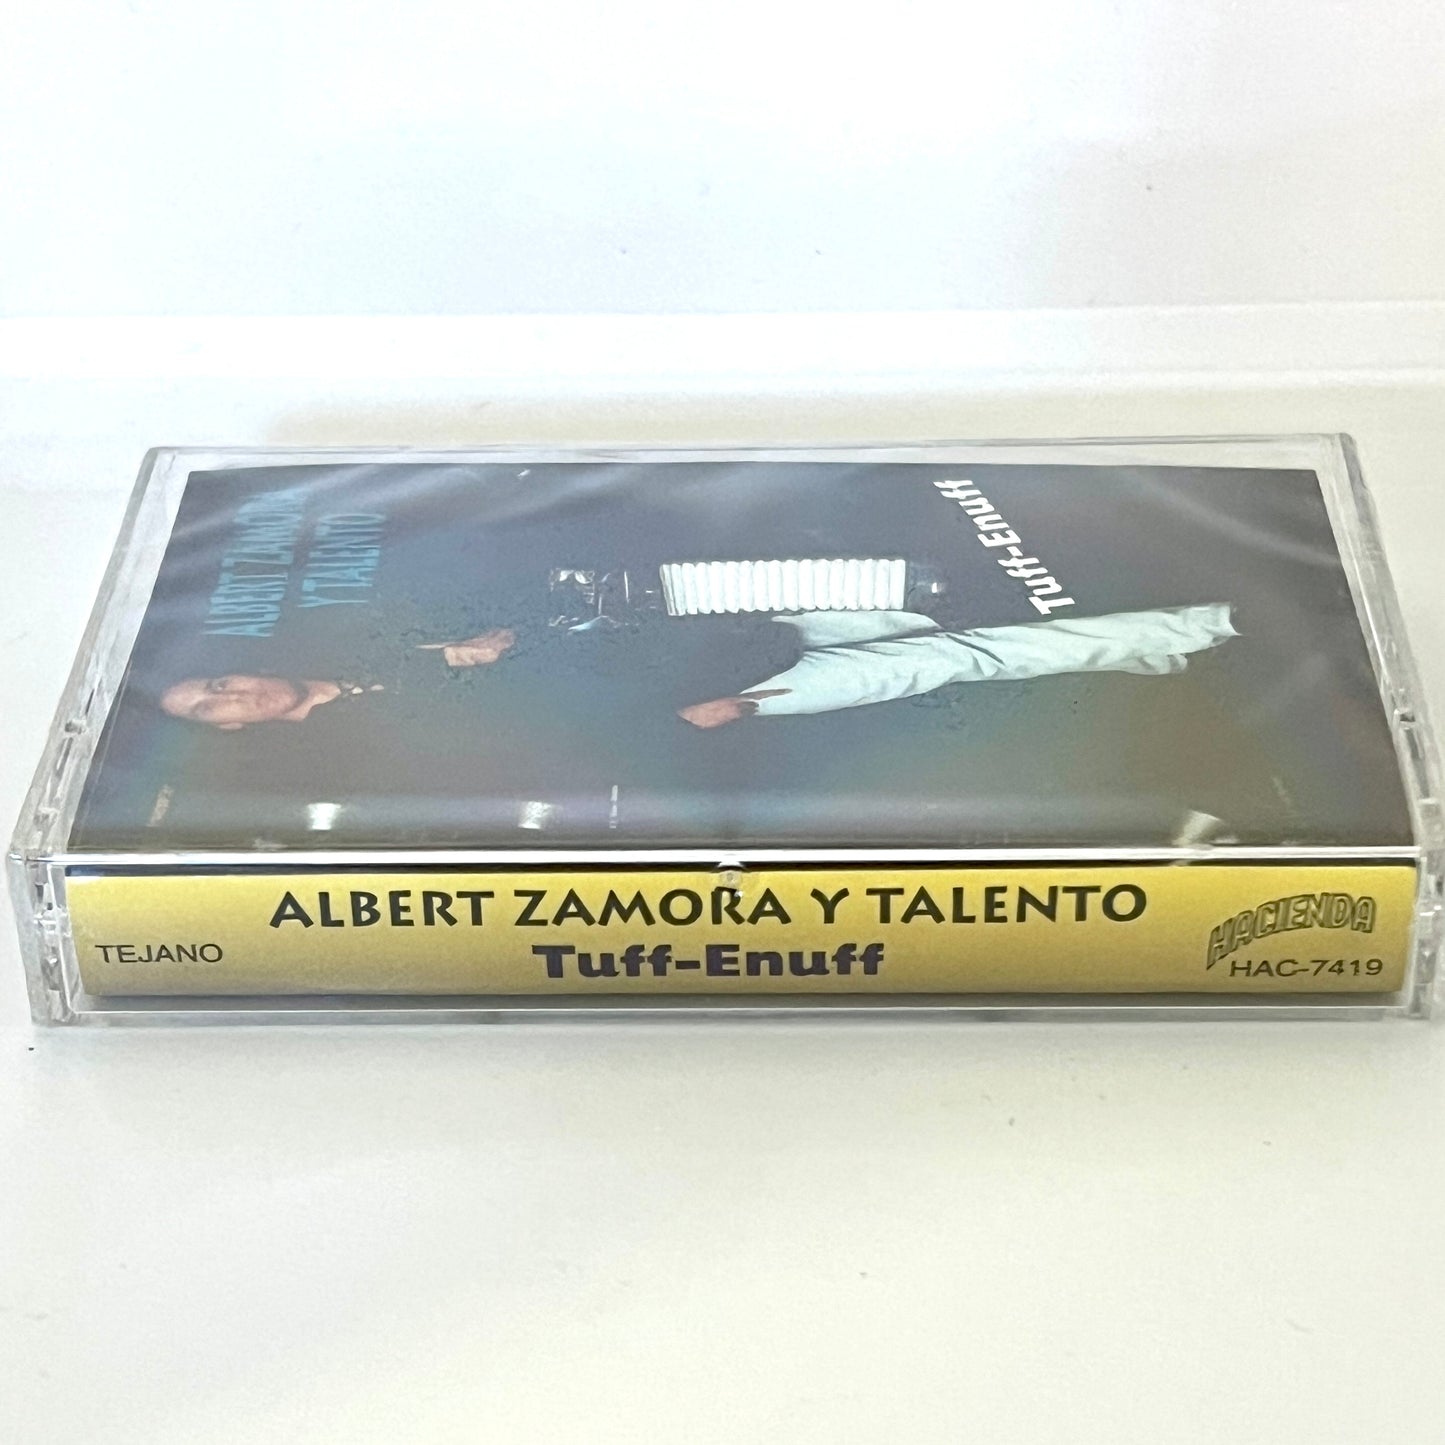 ALBERT ZAMORA
Y TALENTO
Tuff-Enuff
ALBERT ZAMORA Y TALENTO
TEJANO
Tuff-Enuff
HACIENDA
HAC-7419